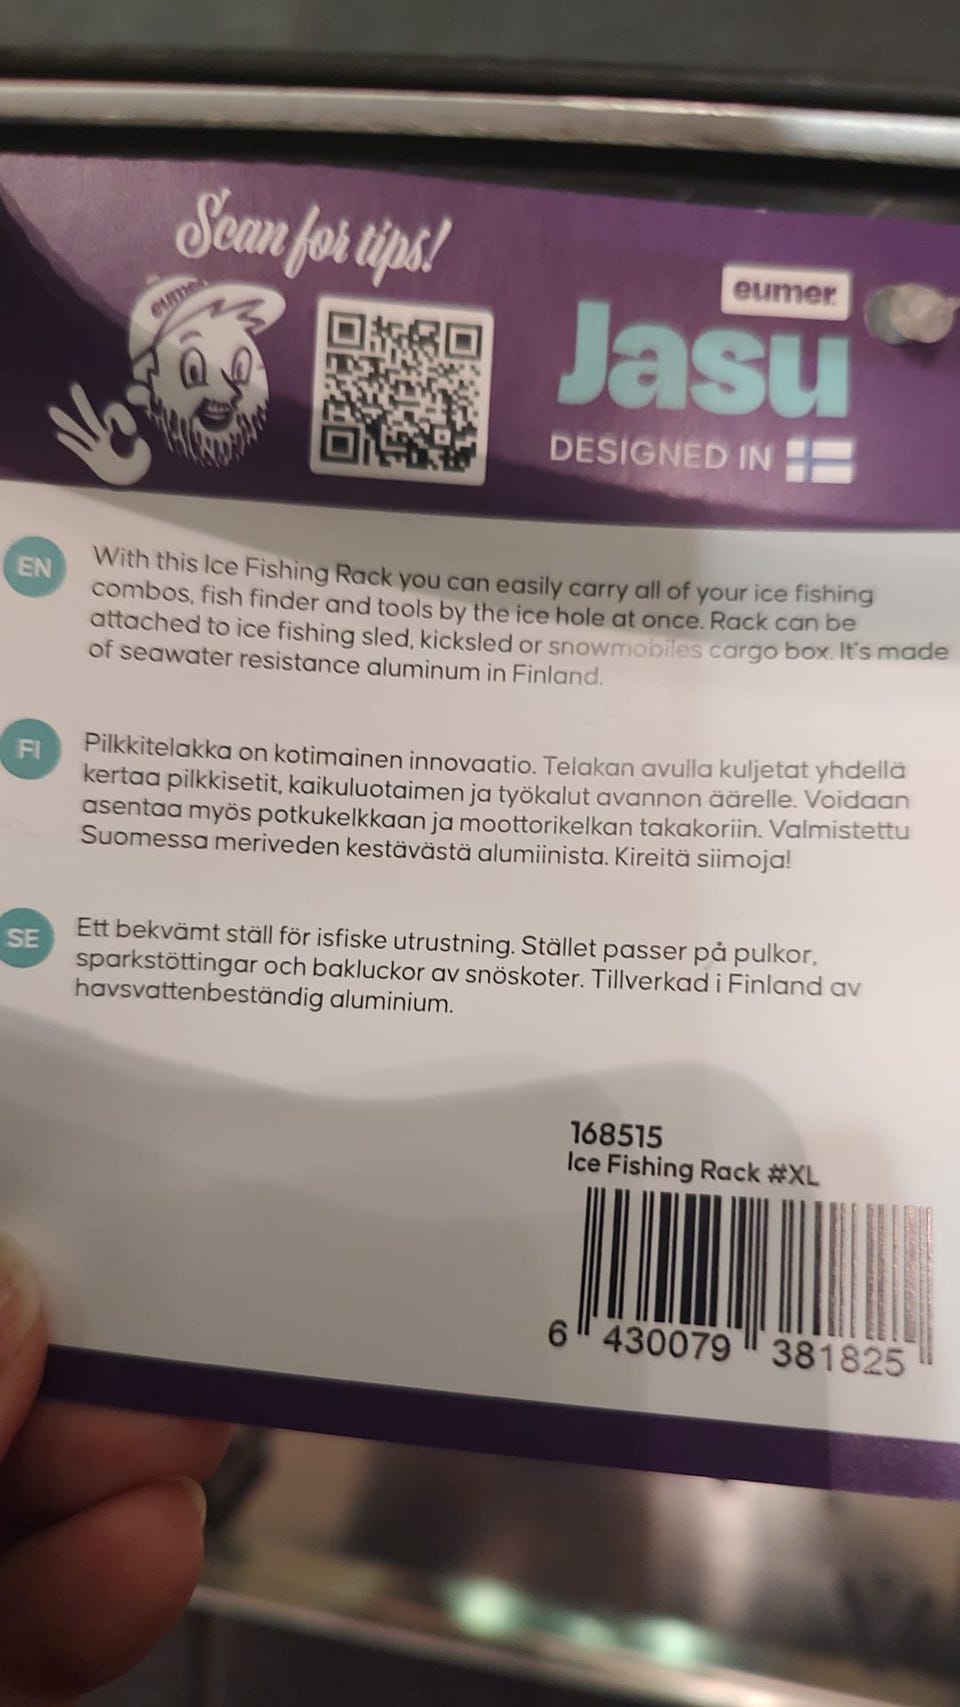 Scan for tips!
eumer
eumer
Jasu
DESIGNED IN
EN
With this Ice Fishing Rack you can easily carry all of your ice fishing
combos, fish finder and tools by the ice hole at once. Rack can be
attached to ice fishing sled, kicksled or snowmobiles cargo box. It's made
of seawater resistance aluminum in Finland.
FI
Pilkkitelakka on kotimainen innovaatio. Telakan avulla kuljetat yhdellä
kertaa pilkkisetit, kaikuluotaimen ja työkalut avannon äärelle. Voidaan
asentaa myös potkukelkkaan ja moottorikelkan takakoriin. Valmistettu
Suomessa meriveden kestävästä alumiinista. Kireitä siimoja!
SE
Ett bekvämt ställ för isfiske utrustning. Stället passer på pulkor,
sparkstöttingar och bakluckor av snöskoter. Tillverkad i Finland av
havsvattenbeständig aluminium.
168515
Ice Fishing Rack #XL
6 430079 381825